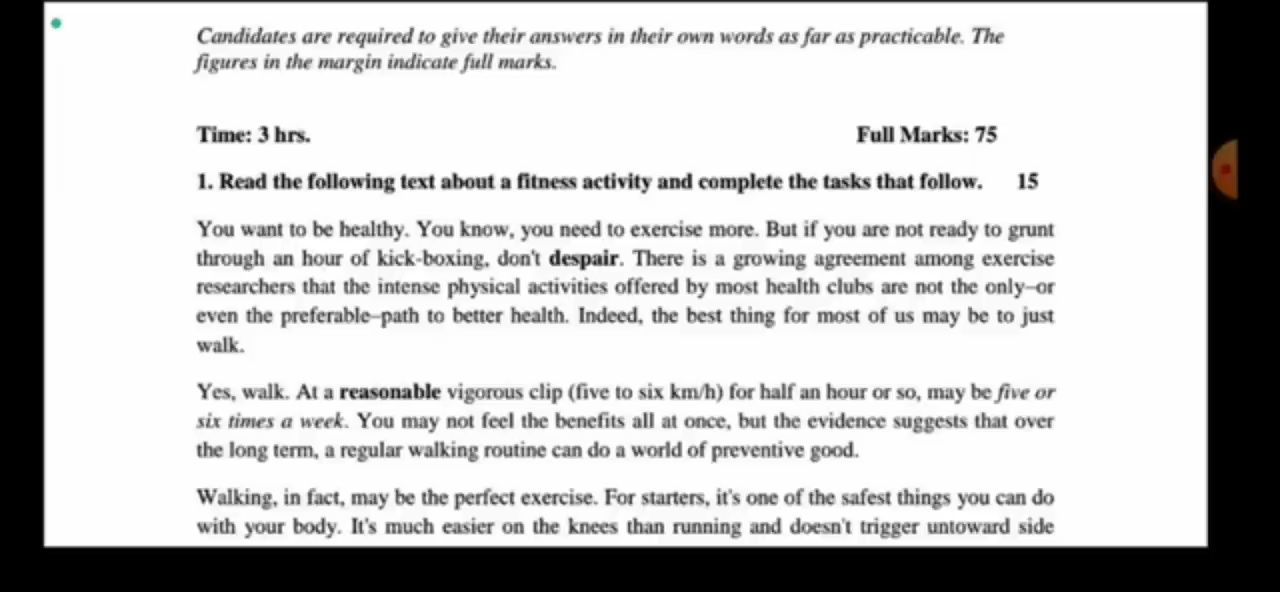 Candidates are required to give their answers in their own words as far as practicable. The
figures in the margin indicate full marks.
Time: 3 hrs. Full Marks: 75
1. Read the following text about a fitness activity and complete the tasks that follow. 15
You want to be healthy. You know, you need to exercise more. But if you are not ready to grunt
through an hour of kick-boxing, don't despair. There is a growing agreement among exercise
researchers that the intense physical activities offered by most health clubs are not the only–or
even the preferable–path to better health. Indeed, the best thing for most of us may be to just
walk.
Yes, walk. At a reasonable vigorous clip (five to six km/h) for half an hour or so, may be five or
six times a week. You may not feel the benefits all at once, but the evidence suggests that over
the long term, a regular walking routine can do a world of preventive good.
Walking, in fact, may be the perfect exercise. For starters, it's one of the safest things you can do
with your body. It's much easier on the knees than running and doesn't trigger untoward side